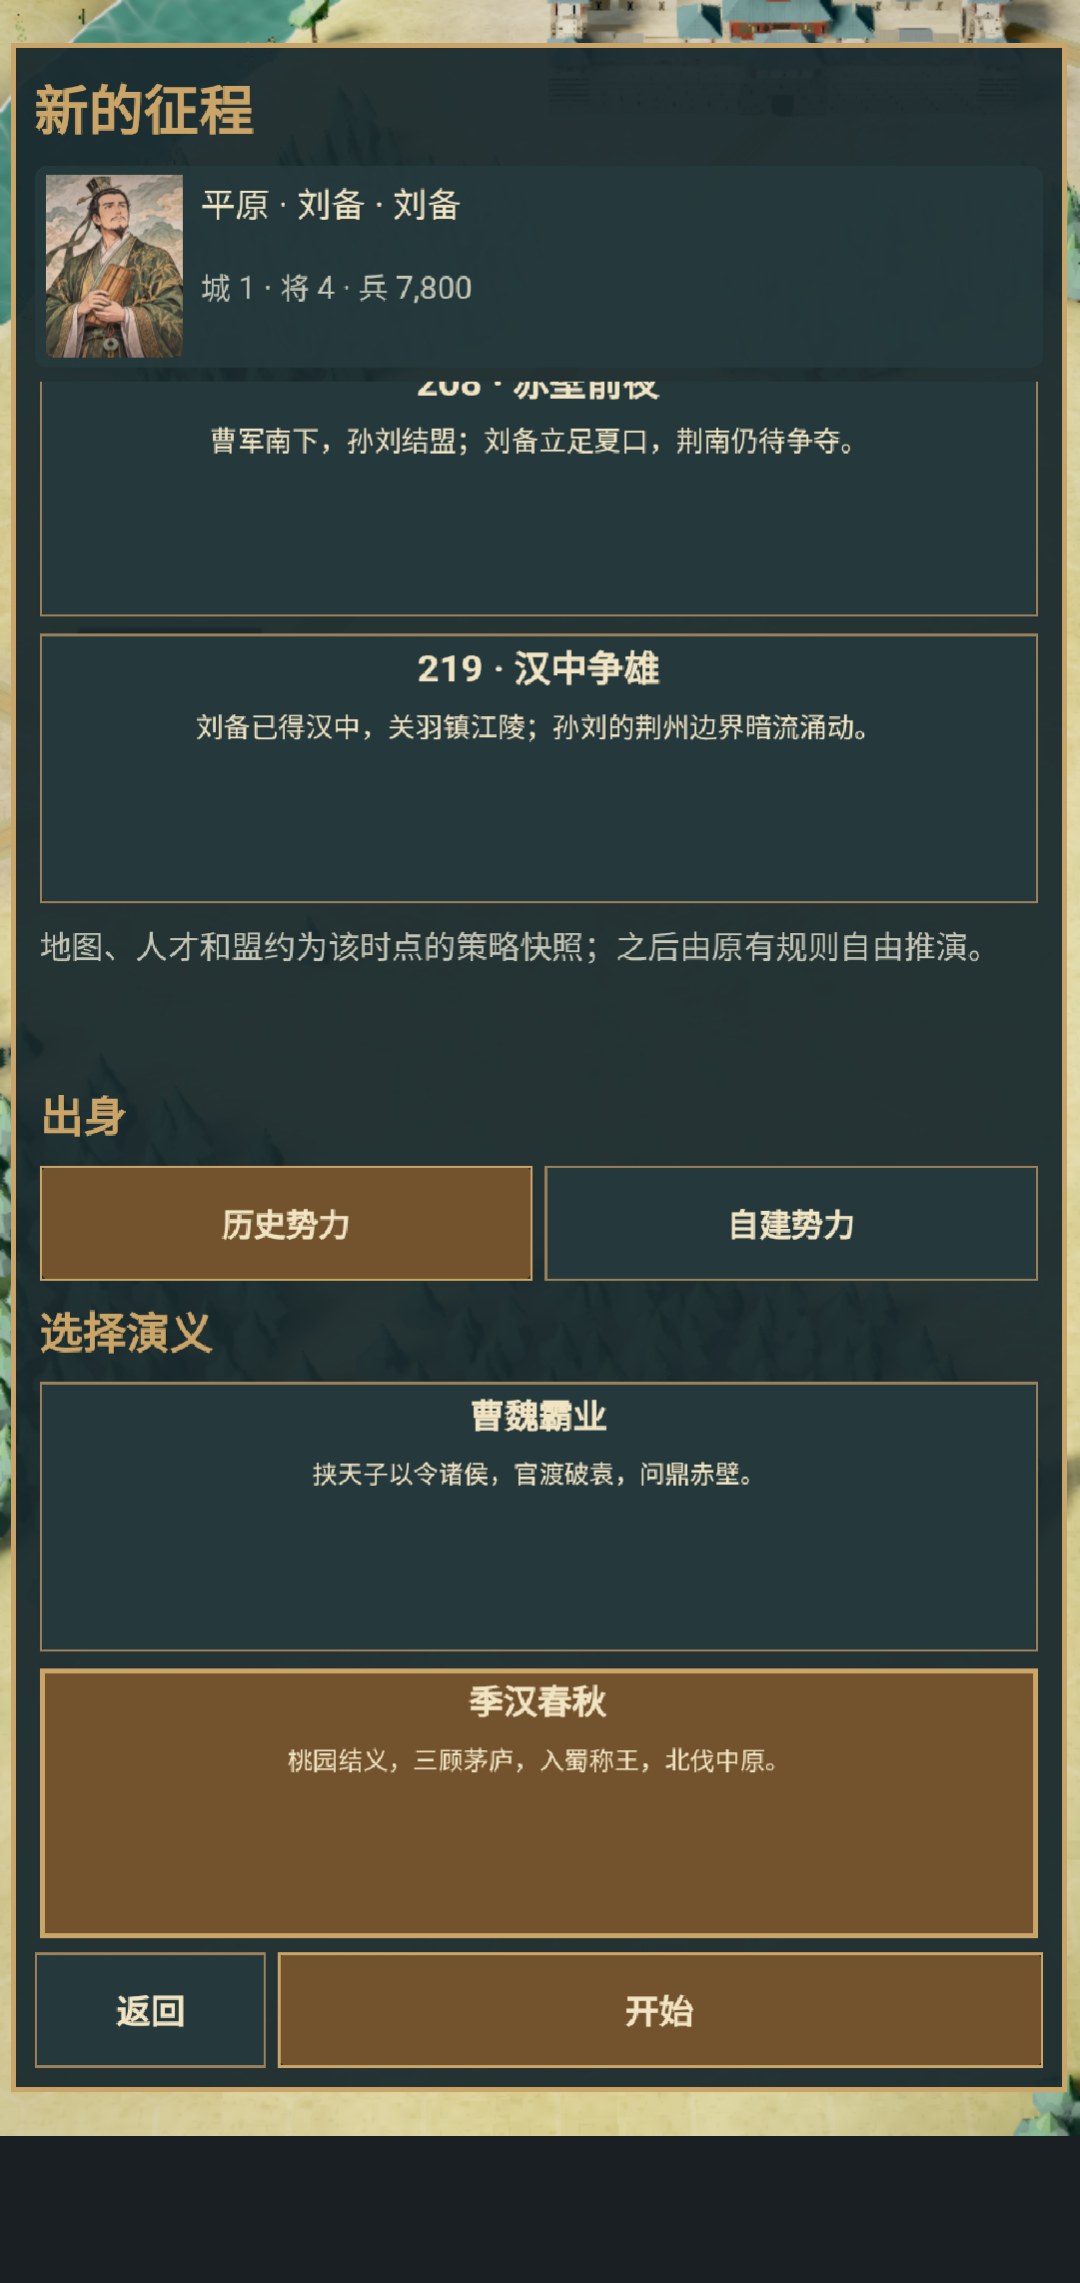 新的征程
平原 · 刘备 · 刘备
城 1 · 将 4 · 兵 7,800
208 · 赤壁前夜
曹军南下，孙刘结盟；刘备立足夏口，荆南仍待争夺。
219 · 汉中争雄
刘备已得汉中，关羽镇江陵；孙刘的荆州边界暗流涌动。
地图、人才和盟约为该时点的策略快照；之后由原有规则自由推演。
出身
历史势力
自建势力
选择演义
曹魏霸业
挟天子以令诸侯，官渡破袁，问鼎赤壁。
季汉春秋
桃园结义，三顾茅庐，入蜀称王，北伐中原。
返回
开始